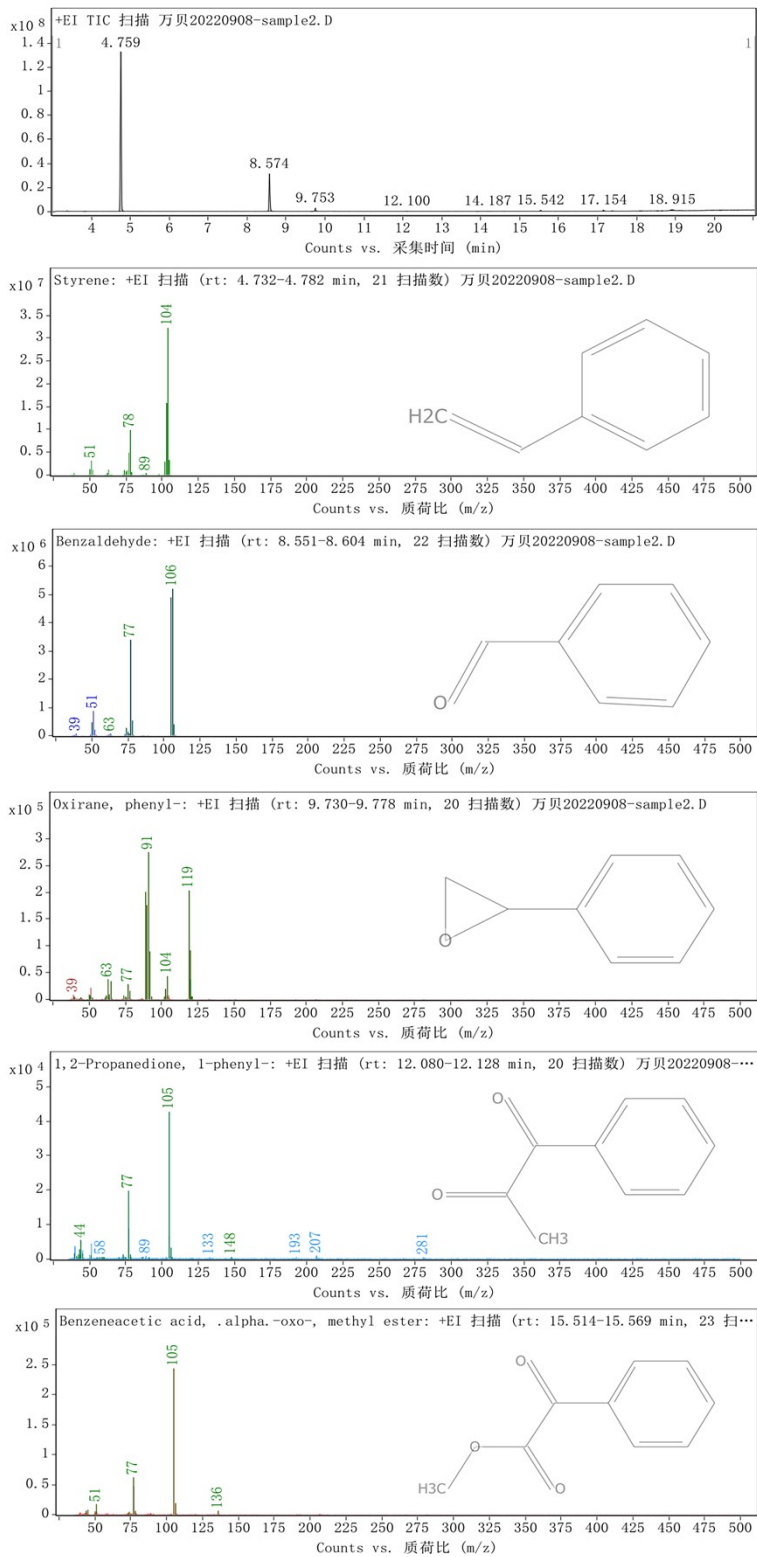 +EI TIC 扫描 万贝20220908-sample2.D
x10 8
1 1
1.4
1.2
1
0.8
0.6
0.4
0.2
0
4.759
8.574
9.753 12.100 14.187 15.542 17.154 18.915
4 5 6 7 8 9 10 11 12 13 14 15 16 17 18 19 20
Counts vs. 采集时间 (min)
Styrene: +EI 扫描 (rt: 4.732-4.782 min, 21 扫描数) 万贝20220908-sample2.D
x10 7
3.5
3
2.5
2
1.5
1
0.5
0
51 78 89 104
H2C
50 75 100 125 150 175 200 225 250 275 300 325 350 375 400 425 450 475 500
Counts vs. 质荷比 (m/z)
Benzaldehyde: +EI 扫描 (rt: 8.551-8.604 min, 22 扫描数) 万贝20220908-sample2.D
x10 6
6
5
4
3
2
1
0
39 51 63 77 106
O
50 75 100 125 150 175 200 225 250 275 300 325 350 375 400 425 450 475 500
Counts vs. 质荷比 (m/z)
Oxirane, phenyl-: +EI 扫描 (rt: 9.730-9.778 min, 20 扫描数) 万贝20220908-sample2.D
x10 5
3
2.5
2
1.5
1
0.5
0
39 63 77 91 104 119
O
50 75 100 125 150 175 200 225 250 275 300 325 350 375 400 425 450 475 500
Counts vs. 质荷比 (m/z)
1,2-Propanedione, 1-phenyl-: +EI 扫描 (rt: 12.080-12.128 min, 20 扫描数) 万贝20220908-…
x10 4
5
4
3
2
1
0
44 58 77 89 105 133 148 193 207 281
O
O
CH3
50 75 100 125 150 175 200 225 250 275 300 325 350 375 400 425 450 475 500
Counts vs. 质荷比 (m/z)
Benzeneacetic acid, .alpha.-oxo-, methyl ester: +EI 扫描 (rt: 15.514-15.569 min, 23 扫…
x10 5
2.5
2
1.5
1
0.5
0
51 77 105 136
O
O
H3C
O
50 75 100 125 150 175 200 225 250 275 300 325 350 375 400 425 450 475 500
Counts vs. 质荷比 (m/z)